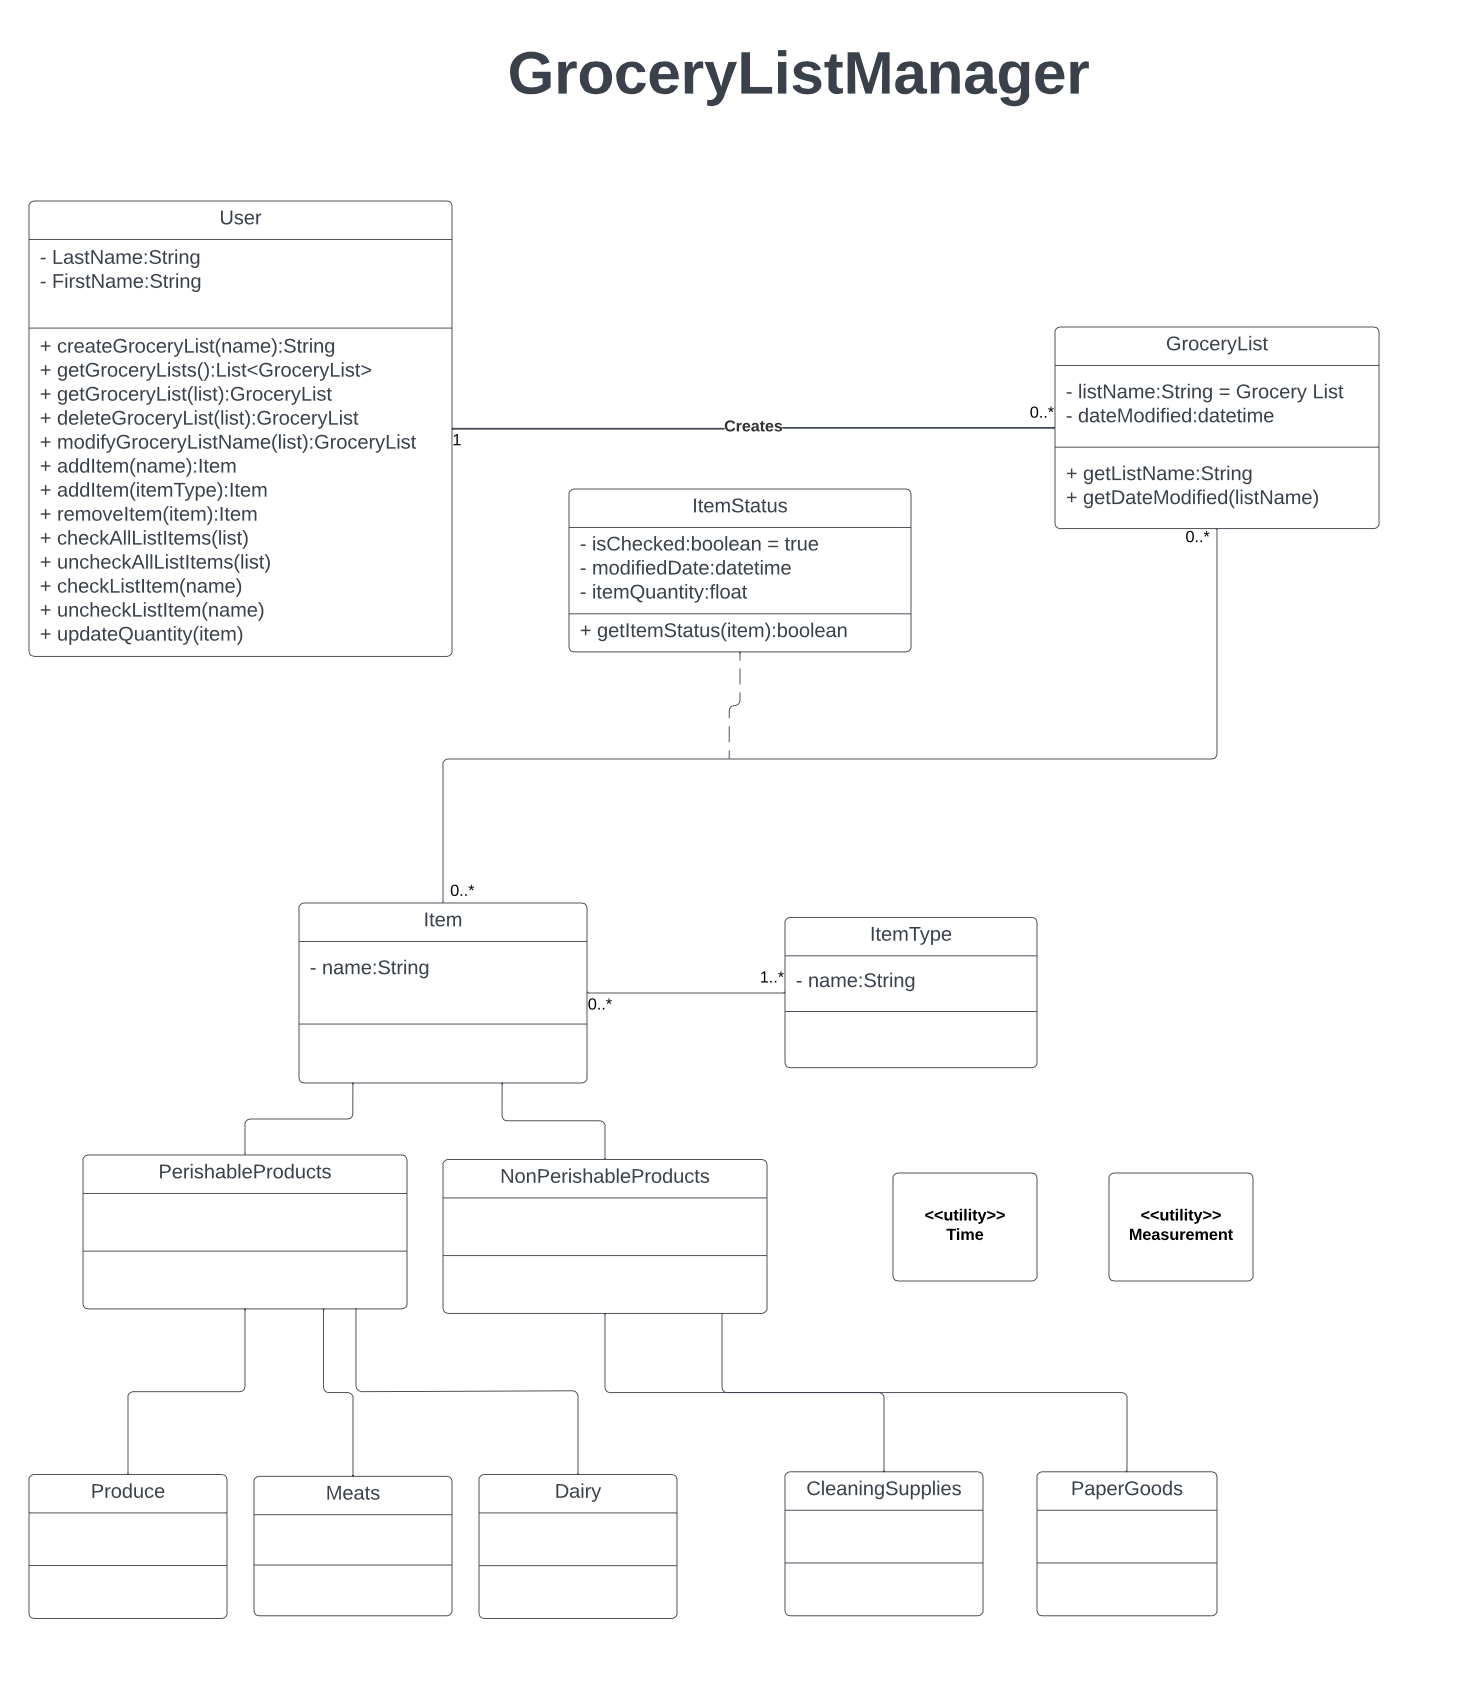 GroceryListManager
User
- LastName:String
- FirstName:String
+ createGroceryList(name):String
+ getGroceryLists():List<GroceryList>
+ getGroceryList(list):GroceryList
+ deleteGroceryList(list):GroceryList
+ modifyGroceryListName(list):GroceryList
+ addItem(name):Item
+ addItem(itemType):Item
+ removeItem(item):Item
+ checkAllListItems(list)
+ uncheckAllListItems(list)
+ checkListItem(name)
+ uncheckListItem(name)
+ updateQuantity(item)
1
Creates
0..*
GroceryList
- listName:String = Grocery List
- dateModified:datetime
+ getListName:String
+ getDateModified(listName)
0..*
ItemStatus
- isChecked:boolean = true
- modifiedDate:datetime
- itemQuantity:float
+ getItemStatus(item):boolean
0..*
Item
- name:String
0..*
1..*
ItemType
- name:String
PerishableProducts
NonPerishableProducts
<<utility>>
Time
<<utility>>
Measurement
Produce
Meats
Dairy
CleaningSupplies
PaperGoods